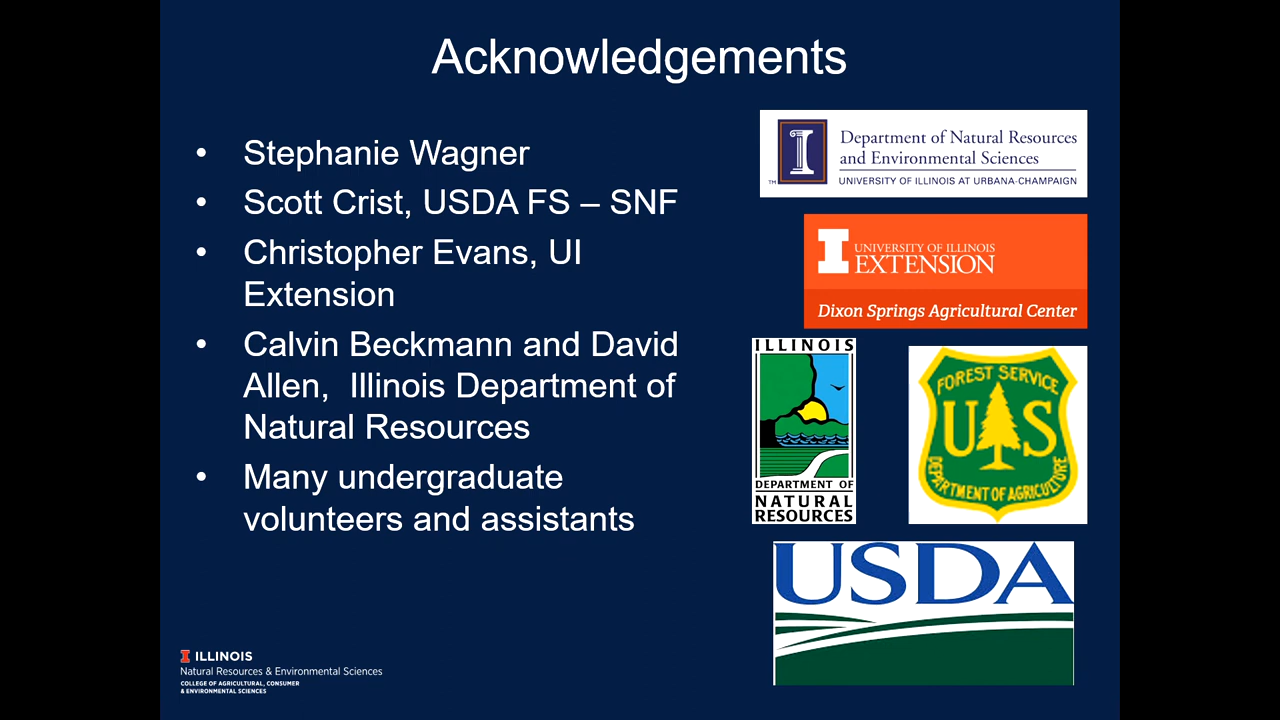 Acknowledgements
• Stephanie Wagner
• Scott Crist, USDA FS – SNF
• Christopher Evans, UI
Extension
• Calvin Beckmann and David
Allen, Illinois Department of
Natural Resources
• Many undergraduate
volunteers and assistants
I
TM
Department of Natural Resources
and Environmental Sciences
UNIVERSITY OF ILLINOIS AT URBANA-CHAMPAIGN
I UNIVERSITY OF ILLINOIS
EXTENSION
Dixon Springs Agricultural Center
ILLINOIS
DEPARTMENT OF
NATURAL
RESOURCES
FOREST SERVICE
U S
DEPARTMENT OF AGRICULTURE
USDA
I ILLINOIS
Natural Resources & Environmental Sciences
COLLEGE OF AGRICULTURAL, CONSUMER
& ENVIRONMENTAL SCIENCES